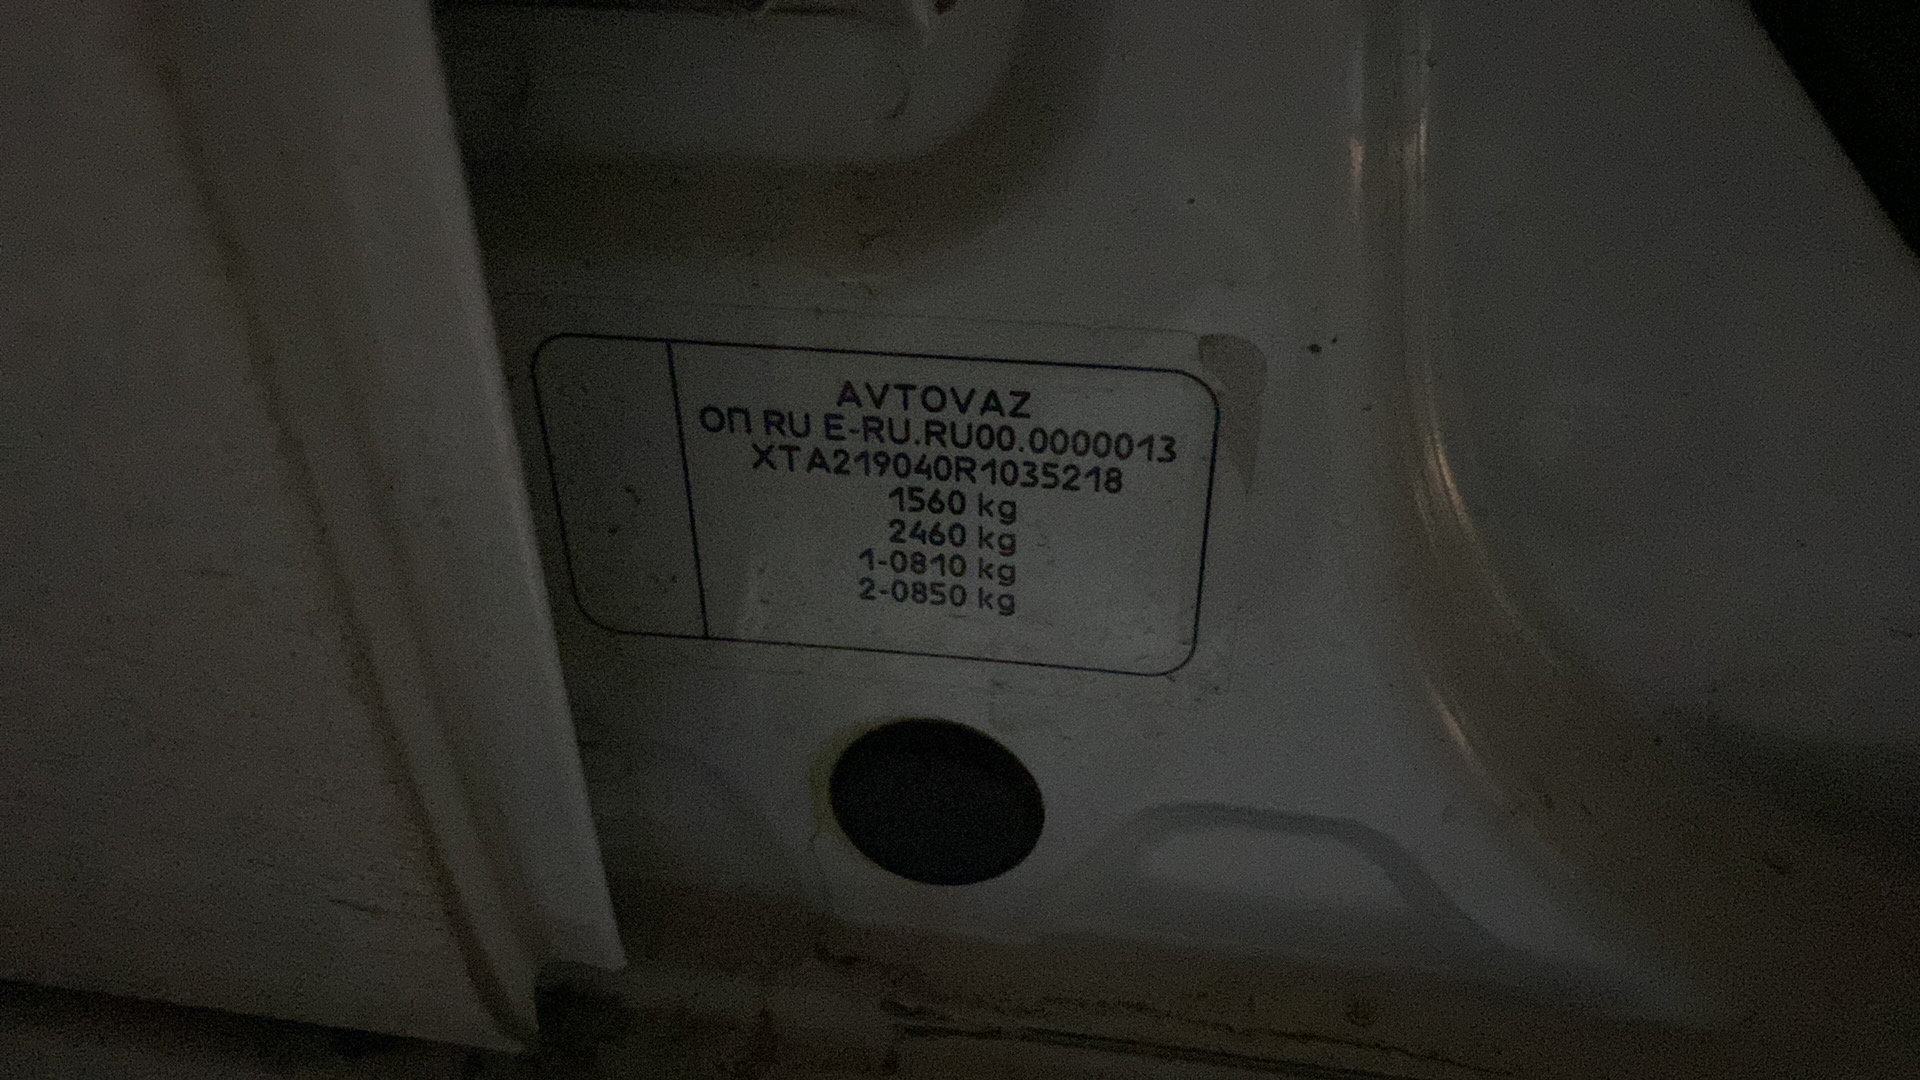 AVTOVAZ
ОП RU E-RU.RU00.0000013
XTA219040R1035218
1560 kg
2460 kg
1-0810 kg
2-0850 kg